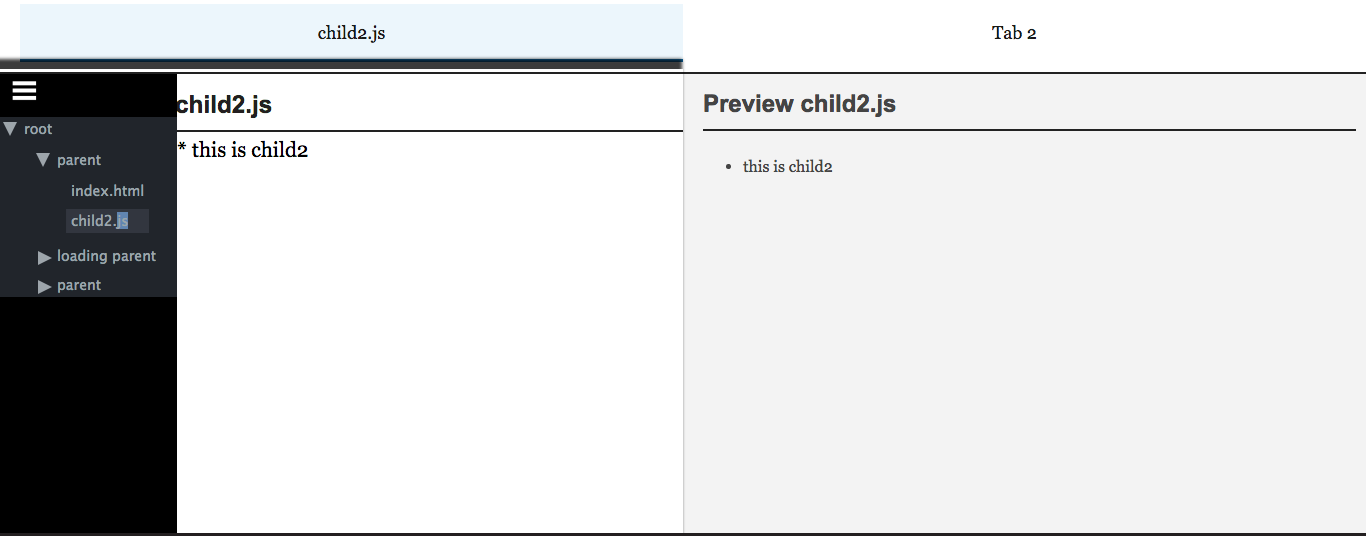 child2.js
Tab 2
root
parent
index.html
child2.js
loading parent
parent
child2.js
* this is child2
Preview child2.js
• this is child2